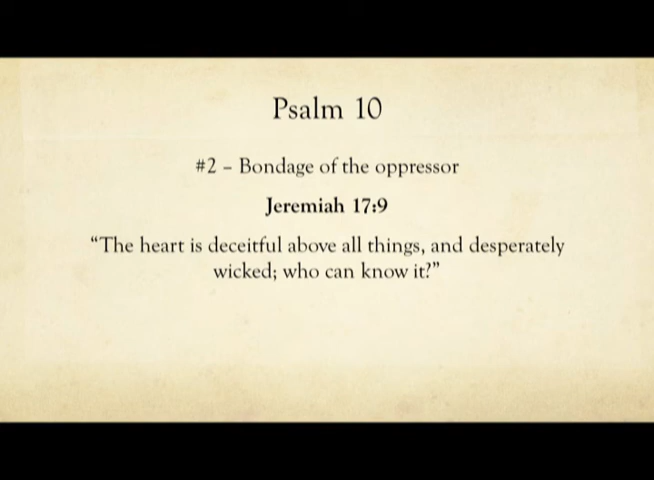 Psalm 10
#2 – Bondage of the oppressor
Jeremiah 17:9
“The heart is deceitful above all things, and desperately
wicked; who can know it?”